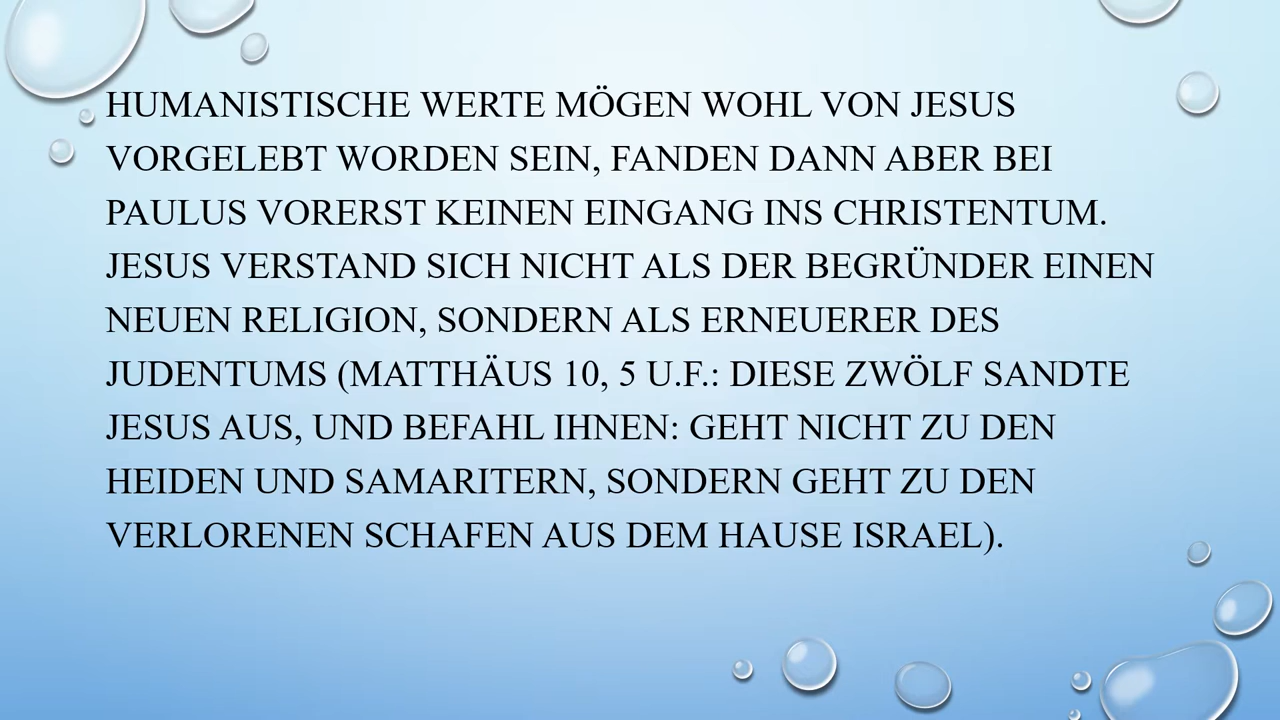 HUMANISTISCHE WERTE MÖGEN WOHL VON JESUS
VORGELEBT WORDEN SEIN, FANDEN DANN ABER BEI
PAULUS VORERST KEINEN EINGANG INS CHRISTENTUM.
JESUS VERSTAND SICH NICHT ALS DER BEGRÜNDER EINEN
NEUEN RELIGION, SONDERN ALS ERNEUERER DES
JUDENTUMS (MATTHÄUS 10, 5 U.F.: DIESE ZWÖLF SANDTE
JESUS AUS, UND BEFAHL IHNEN: GEHT NICHT ZU DEN
HEIDEN UND SAMARITERN, SONDERN GEHT ZU DEN
VERLORENEN SCHAFEN AUS DEM HAUSE ISRAEL).